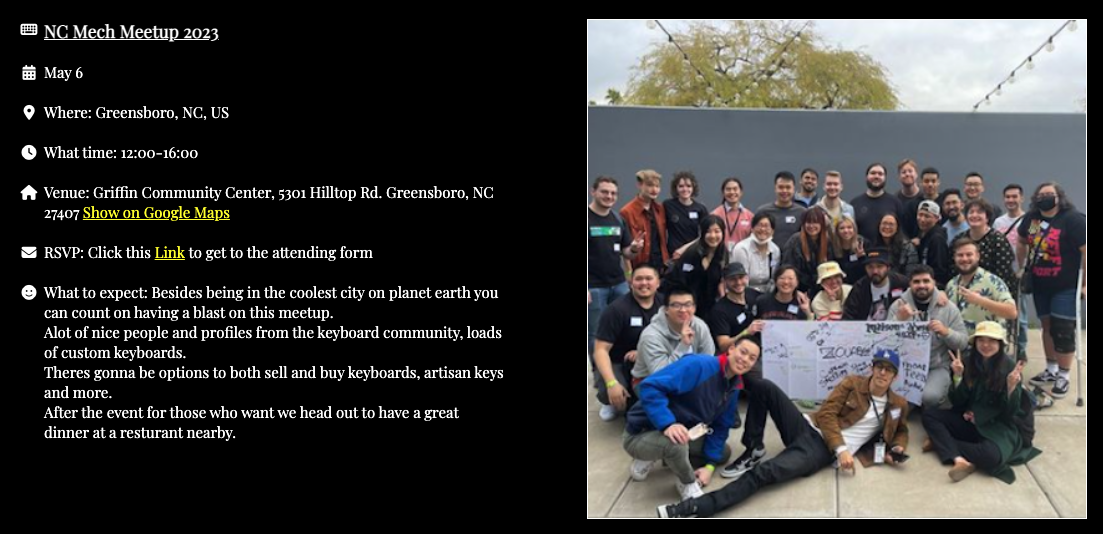 NC Mech Meetup 2023
May 6
Where: Greensboro, NC, US
What time: 12:00-16:00
Venue: Griffin Community Center, 5301 Hilltop Rd. Greensboro, NC
27407 Show on Google Maps
RSVP: Click this Link to get to the attending form
What to expect: Besides being in the coolest city on planet earth you
can count on having a blast on this meetup.
Alot of nice people and profiles from the keyboard community, loads
of custom keyboards.
Theres gonna be options to both sell and buy keyboards, artisan keys
and more.
After the event for those who want we head out to have a great
dinner at a resturant nearby.